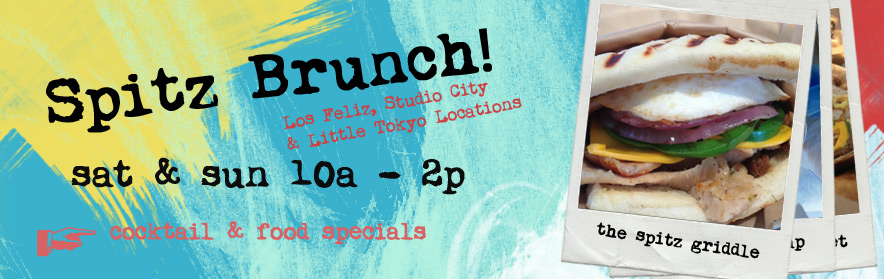 Spitz Brunch!
Los Feliz, Studio City
& Little Tokyo Locations
sat & sun 10a - 2p
cocktail & food specials
the spitz griddle